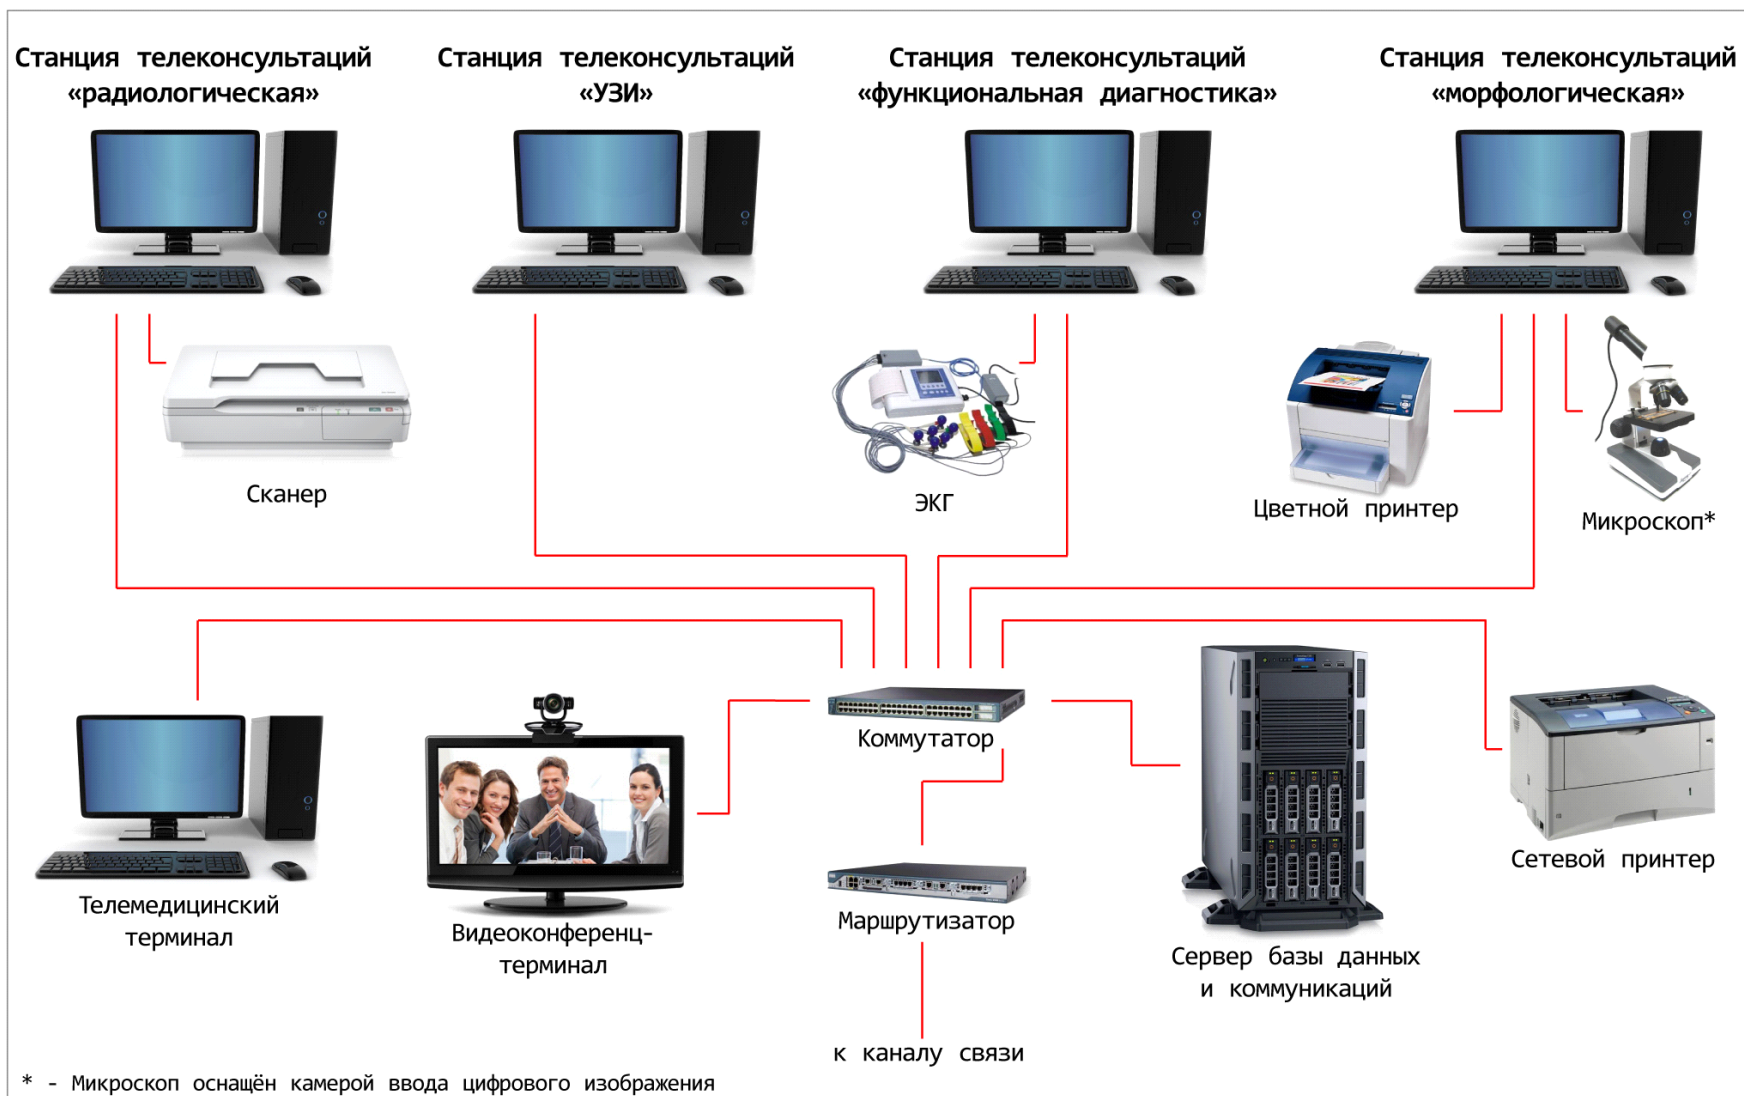 Станция телеконсультаций
«радиологическая»
Станция телеконсультаций
«УЗИ»
Станция телеконсультаций
«функциональная диагностика»
Станция телеконсультаций
«морфологическая»
Сканер
ЭКГ
Цветной принтер
Микроскоп*
Коммутатор
Телемедицинский
терминал
Видеоконференц-
терминал
Маршрутизатор
Сервер базы данных
и коммуникаций
Сетевой принтер
к каналу связи
* - Микроскоп оснащён камерой ввода цифрового изображения